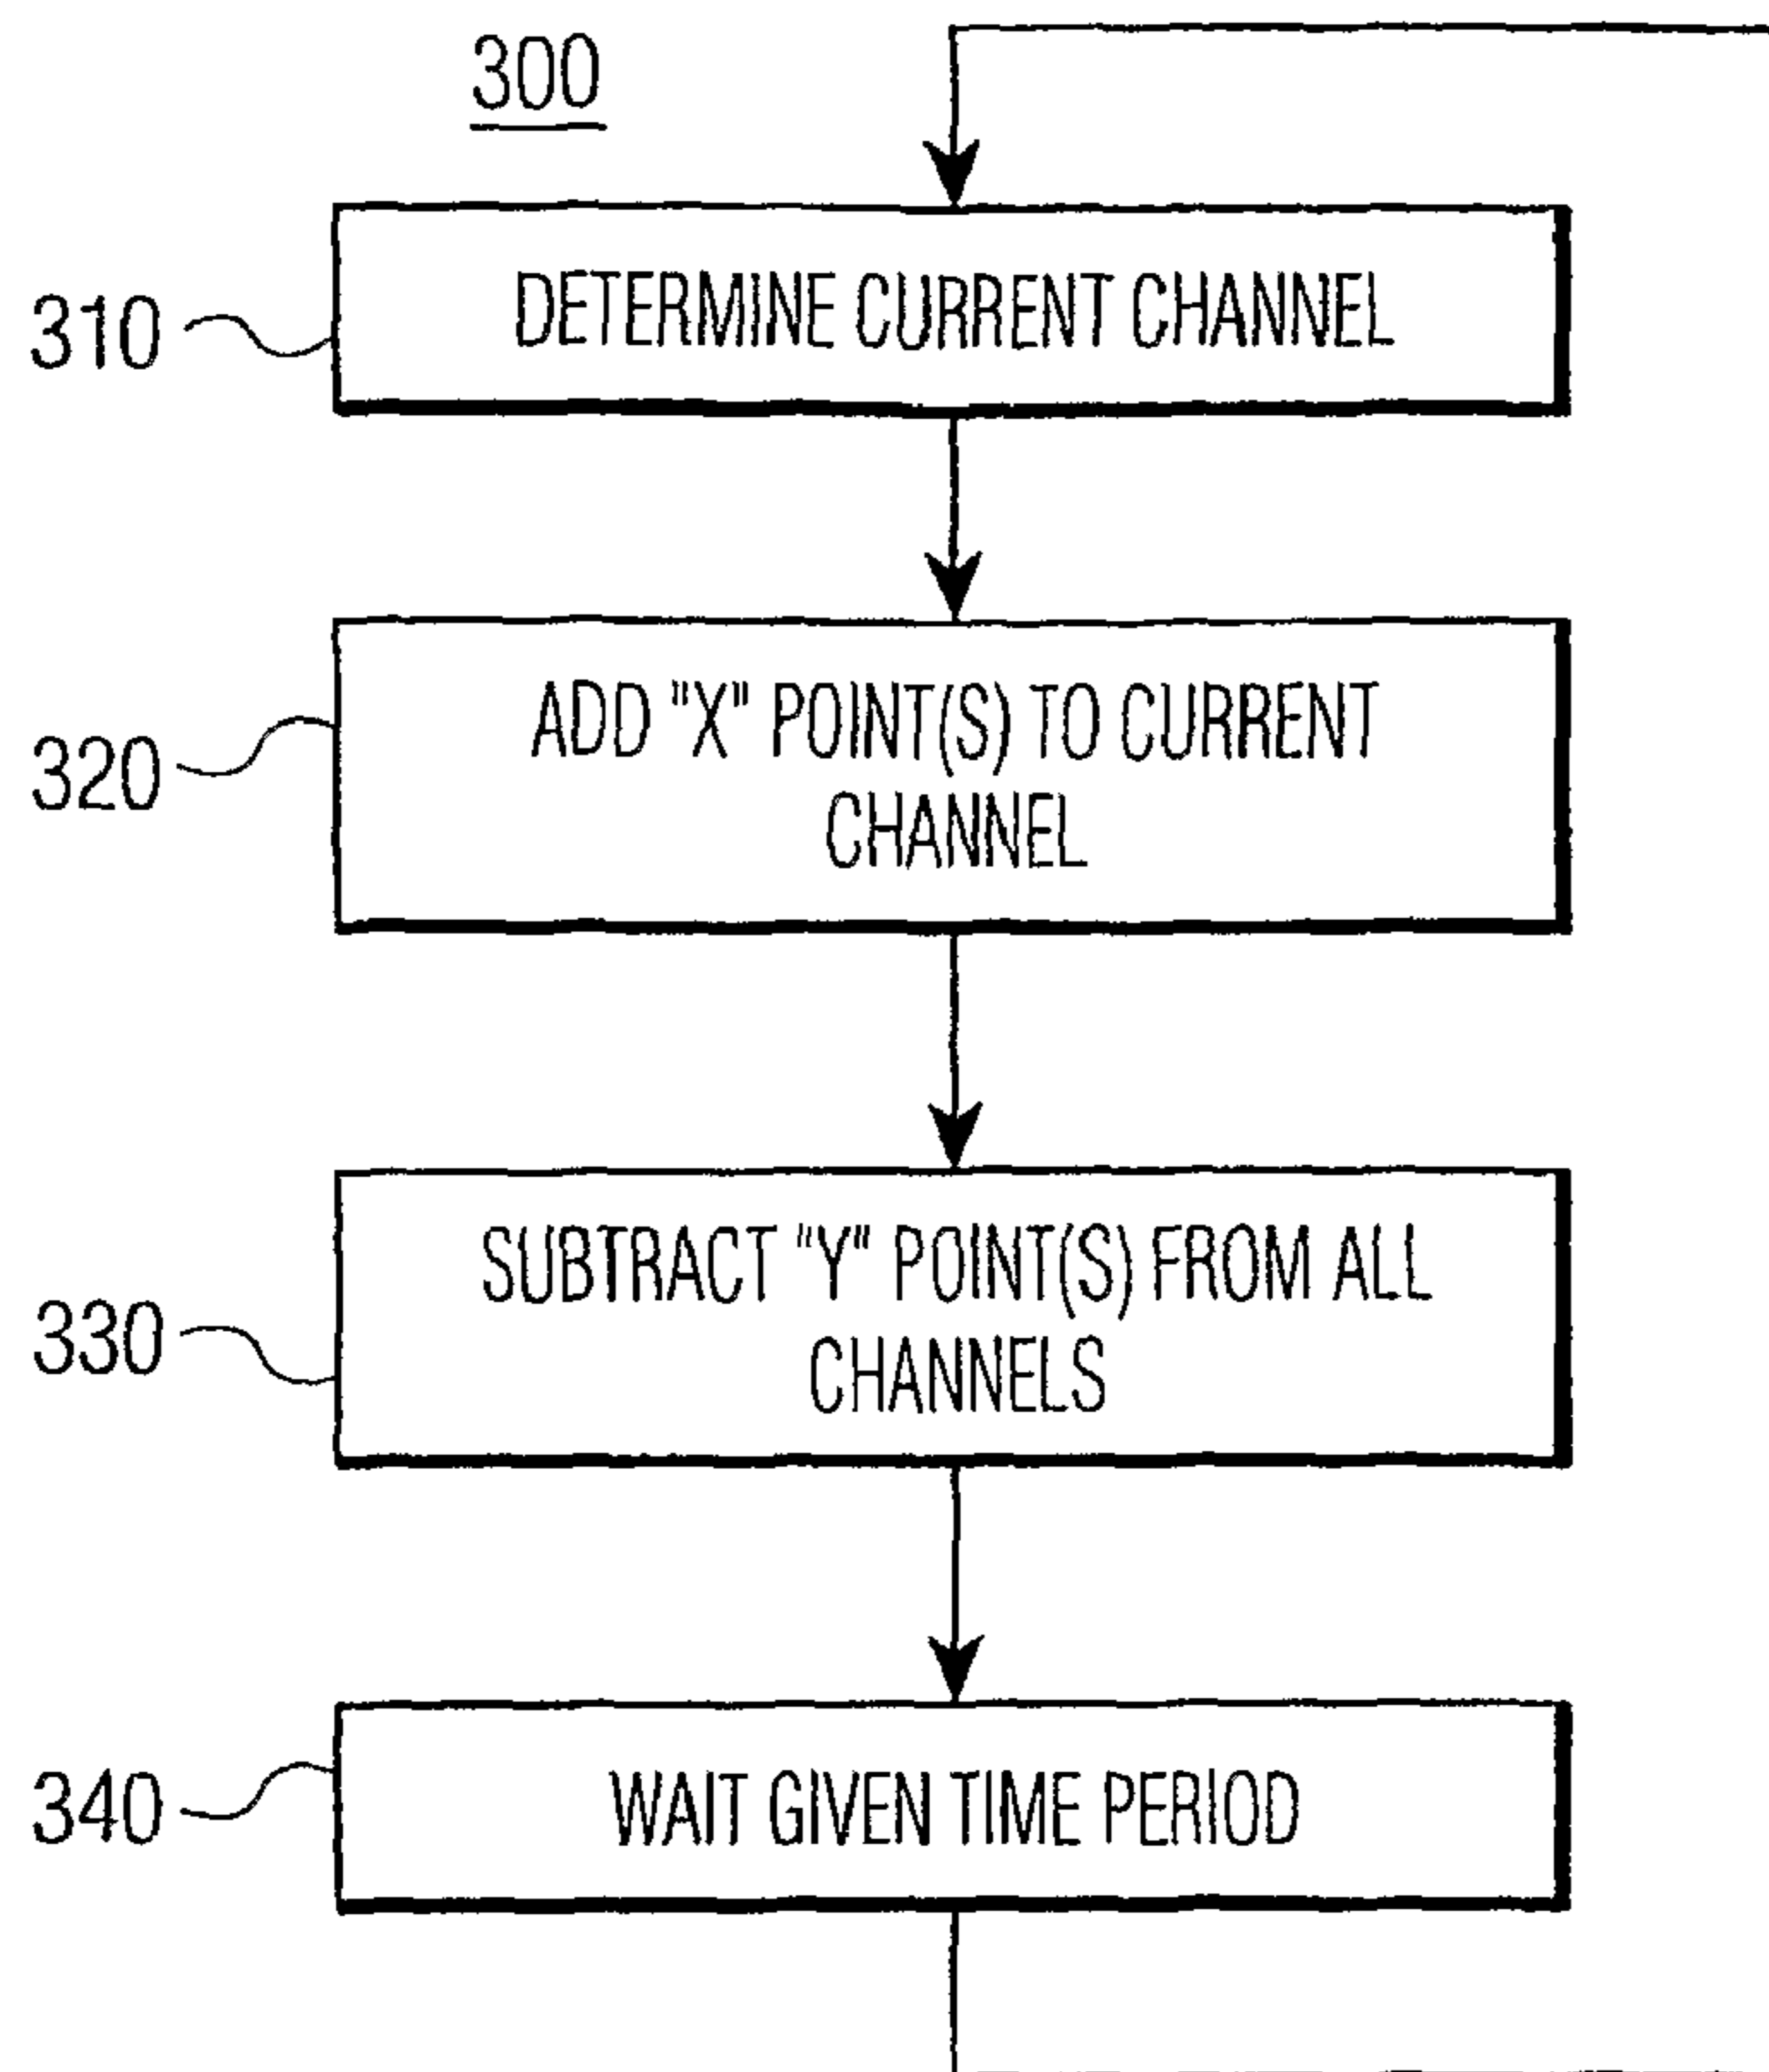 300
310
DETERMINE CURRENT CHANNEL
320
ADD "X" POINT(S) TO CURRENT
CHANNEL
330
SUBTRACT "Y" POINT(S) FROM ALL
CHANNELS
340
WAIT GIVEN TIME PERIOD